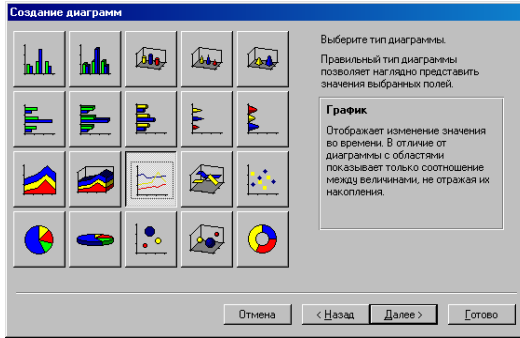 Создание диаграмм
Выберите тип диаграммы.
Правильный тип диаграммы
позволяет наглядно представить
значения выбранных полей.
График
Отображает изменение значения
во времени. В отличие от
диаграммы с областями
показывает только соотношение
между величинами, не отражая их
накопления.
Отмена
< Назад
Далее >
Готово